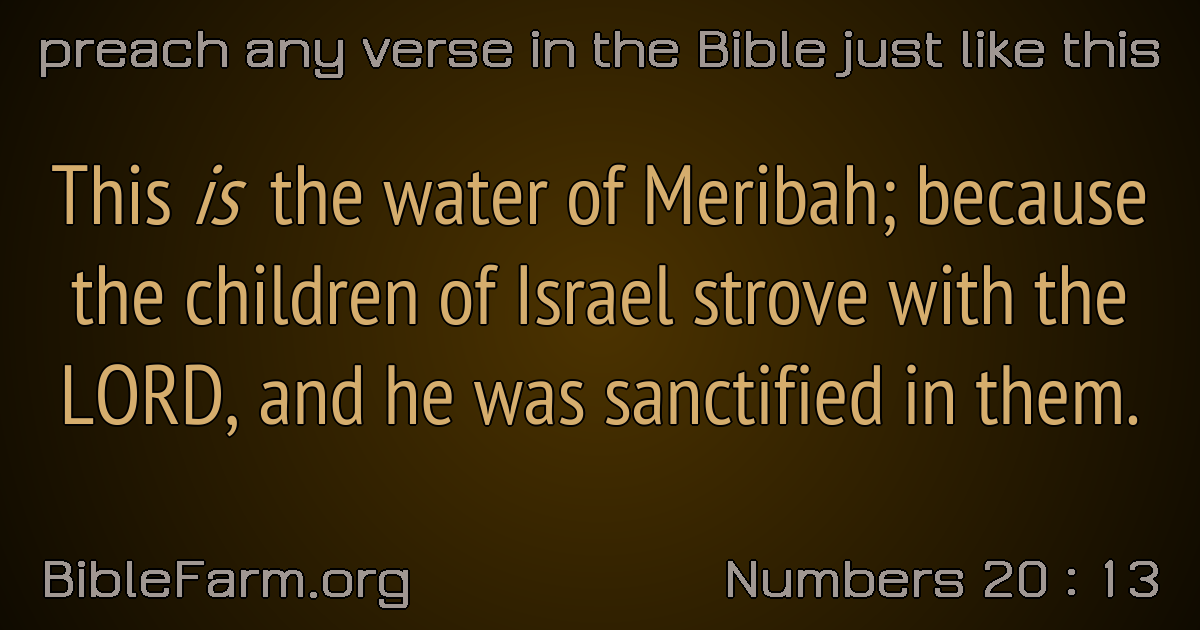 preach any verse in the Bible just like this
This is the water of Meribah; because
the children of Israel strove with the
LORD, and he was sanctified in them.
BibleFarm.org
Numbers 20 : 13